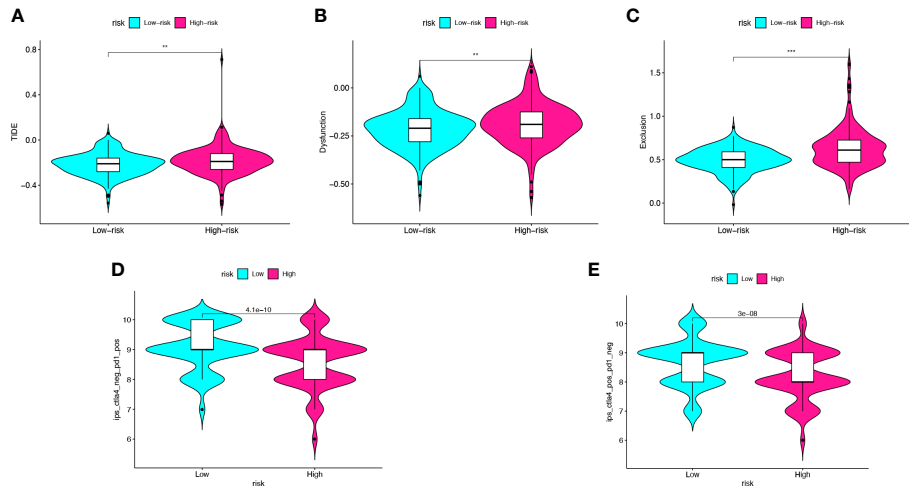 A
risk Low-risk High-risk
**
0.8
0.4
0.0
-0.4
TIDE
Low-risk High-risk
B
risk Low-risk High-risk
**
0.00
-0.25
-0.50
Dysfunction
Low-risk High-risk
C
risk Low-risk High-risk
***
1.5
1.0
0.5
0.0
Exclusion
Low-risk High-risk
D
risk Low High
4.1e-10
10
9
8
7
6
ips_ctla4_neg_pd1_pos
Low High
risk
E
risk Low High
3e-08
10
9
8
7
6
ips_ctla4_pos_pd1_neg
Low High
risk